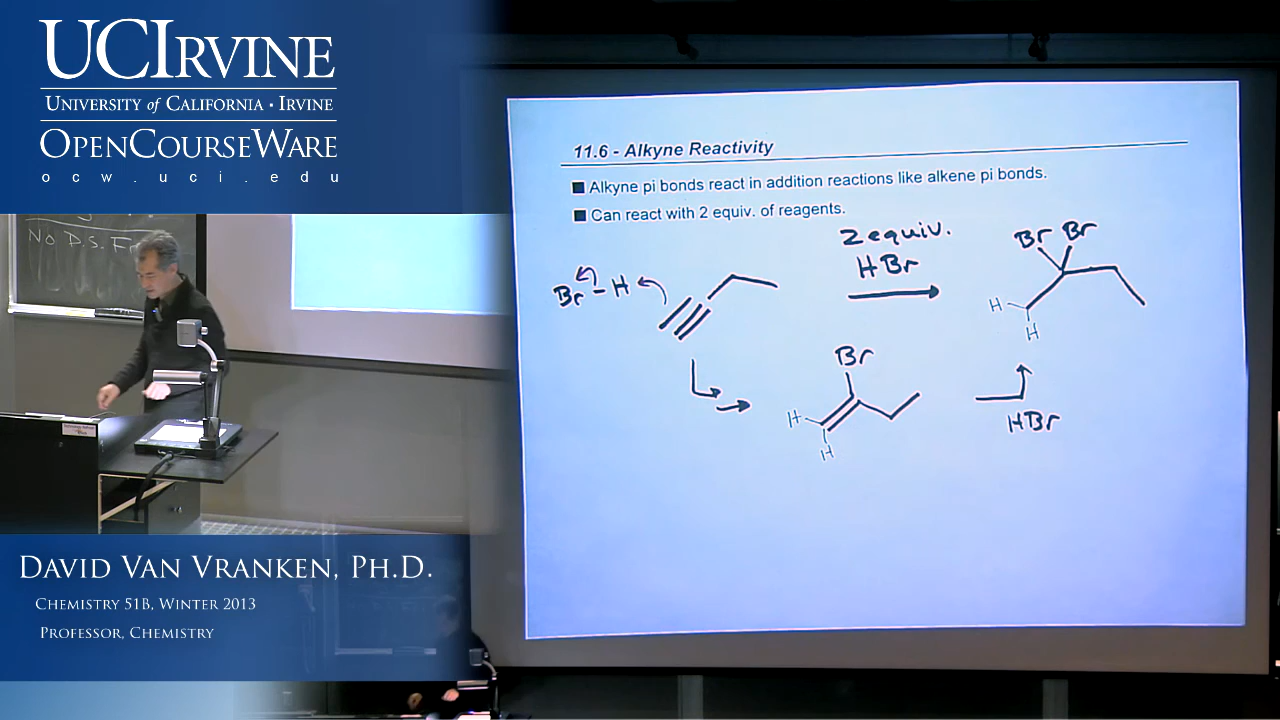 UCIRVINE
UNIVERSITY of CALIFORNIA · IRVINE
OPENCOURSEWARE
ocw.uci.edu
No D.S.
11.6 - Alkyne Reactivity
■ Alkyne pi bonds react in addition reactions like alkene pi bonds.
■ Can react with 2 equiv. of reagents.
2 equiv.
HBr
Br Br
Br–H
H
H
Br
H
H
HBr
DAVID VAN VRANKEN, PH.D.
CHEMISTRY 51B, WINTER 2013
PROFESSOR, CHEMISTRY